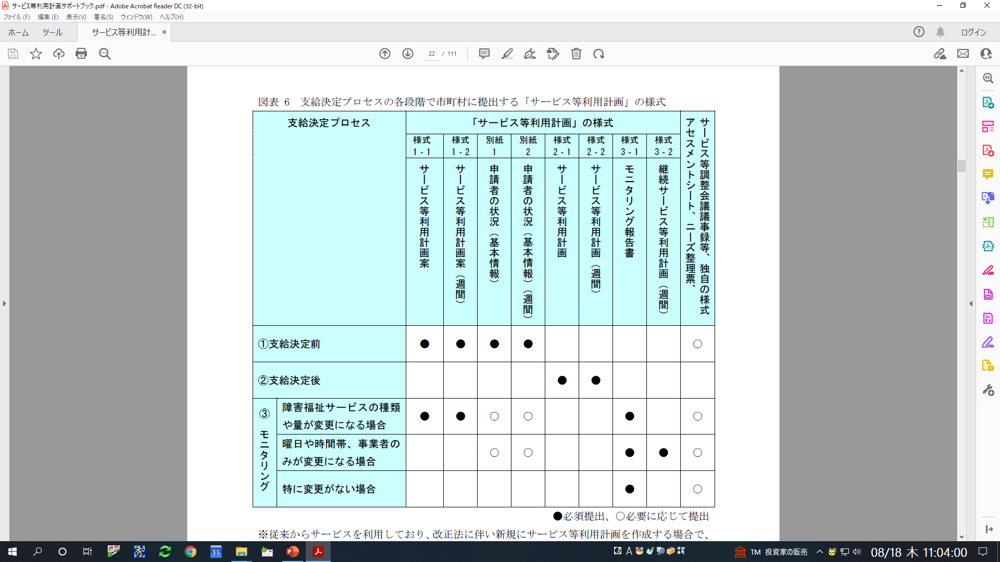 サービス等利用計画サポートブック.pdf - Adobe Acrobat Reader DC (32-bit)
ファイル(F) 編集(E) 表示(V) 署名(S) ウィンドウ(W) ヘルプ(H)
ホーム ツール サービス等利用計... × ログイン
22 / 111
図表 6 支給決定プロセスの各段階で市町村に提出する「サービス等利用計画」の様式
支給決定プロセス
「サービス等利用計画」の様式
様式 1-1
様式 1-2
別紙 1
別紙 2
様式 2-1
様式 2-2
様式 3-1
様式 3-2
サービス等利用計画案
サービス等利用計画案（週間）
申請者の状況（基本情報）
申請者の状況（基本情報）（週間）
サービス等利用計画
サービス等利用計画（週間）
モニタリング報告書
継続サービス等利用計画（週間）
サービス等調整会議議事録等、独自の様式
アセスメントシート、ニーズ整理票、
①支給決定前 ● ● ● ● ○
②支給決定後 ● ●
③モニタリング
障害福祉サービスの種類
や量が変更になる場合 ● ● ○ ○ ● ○
曜日や時間帯、事業者の
みが変更になる場合 ○ ○ ● ● ○
特に変更がない場合 ● ○
●必須提出、○必要に応じて提出
※従来からサービスを利用しており、改正法に伴い新規にサービス等利用計画を作成する場合で、
11
A
TM 投資家の販売
08/18 木 11:04:00